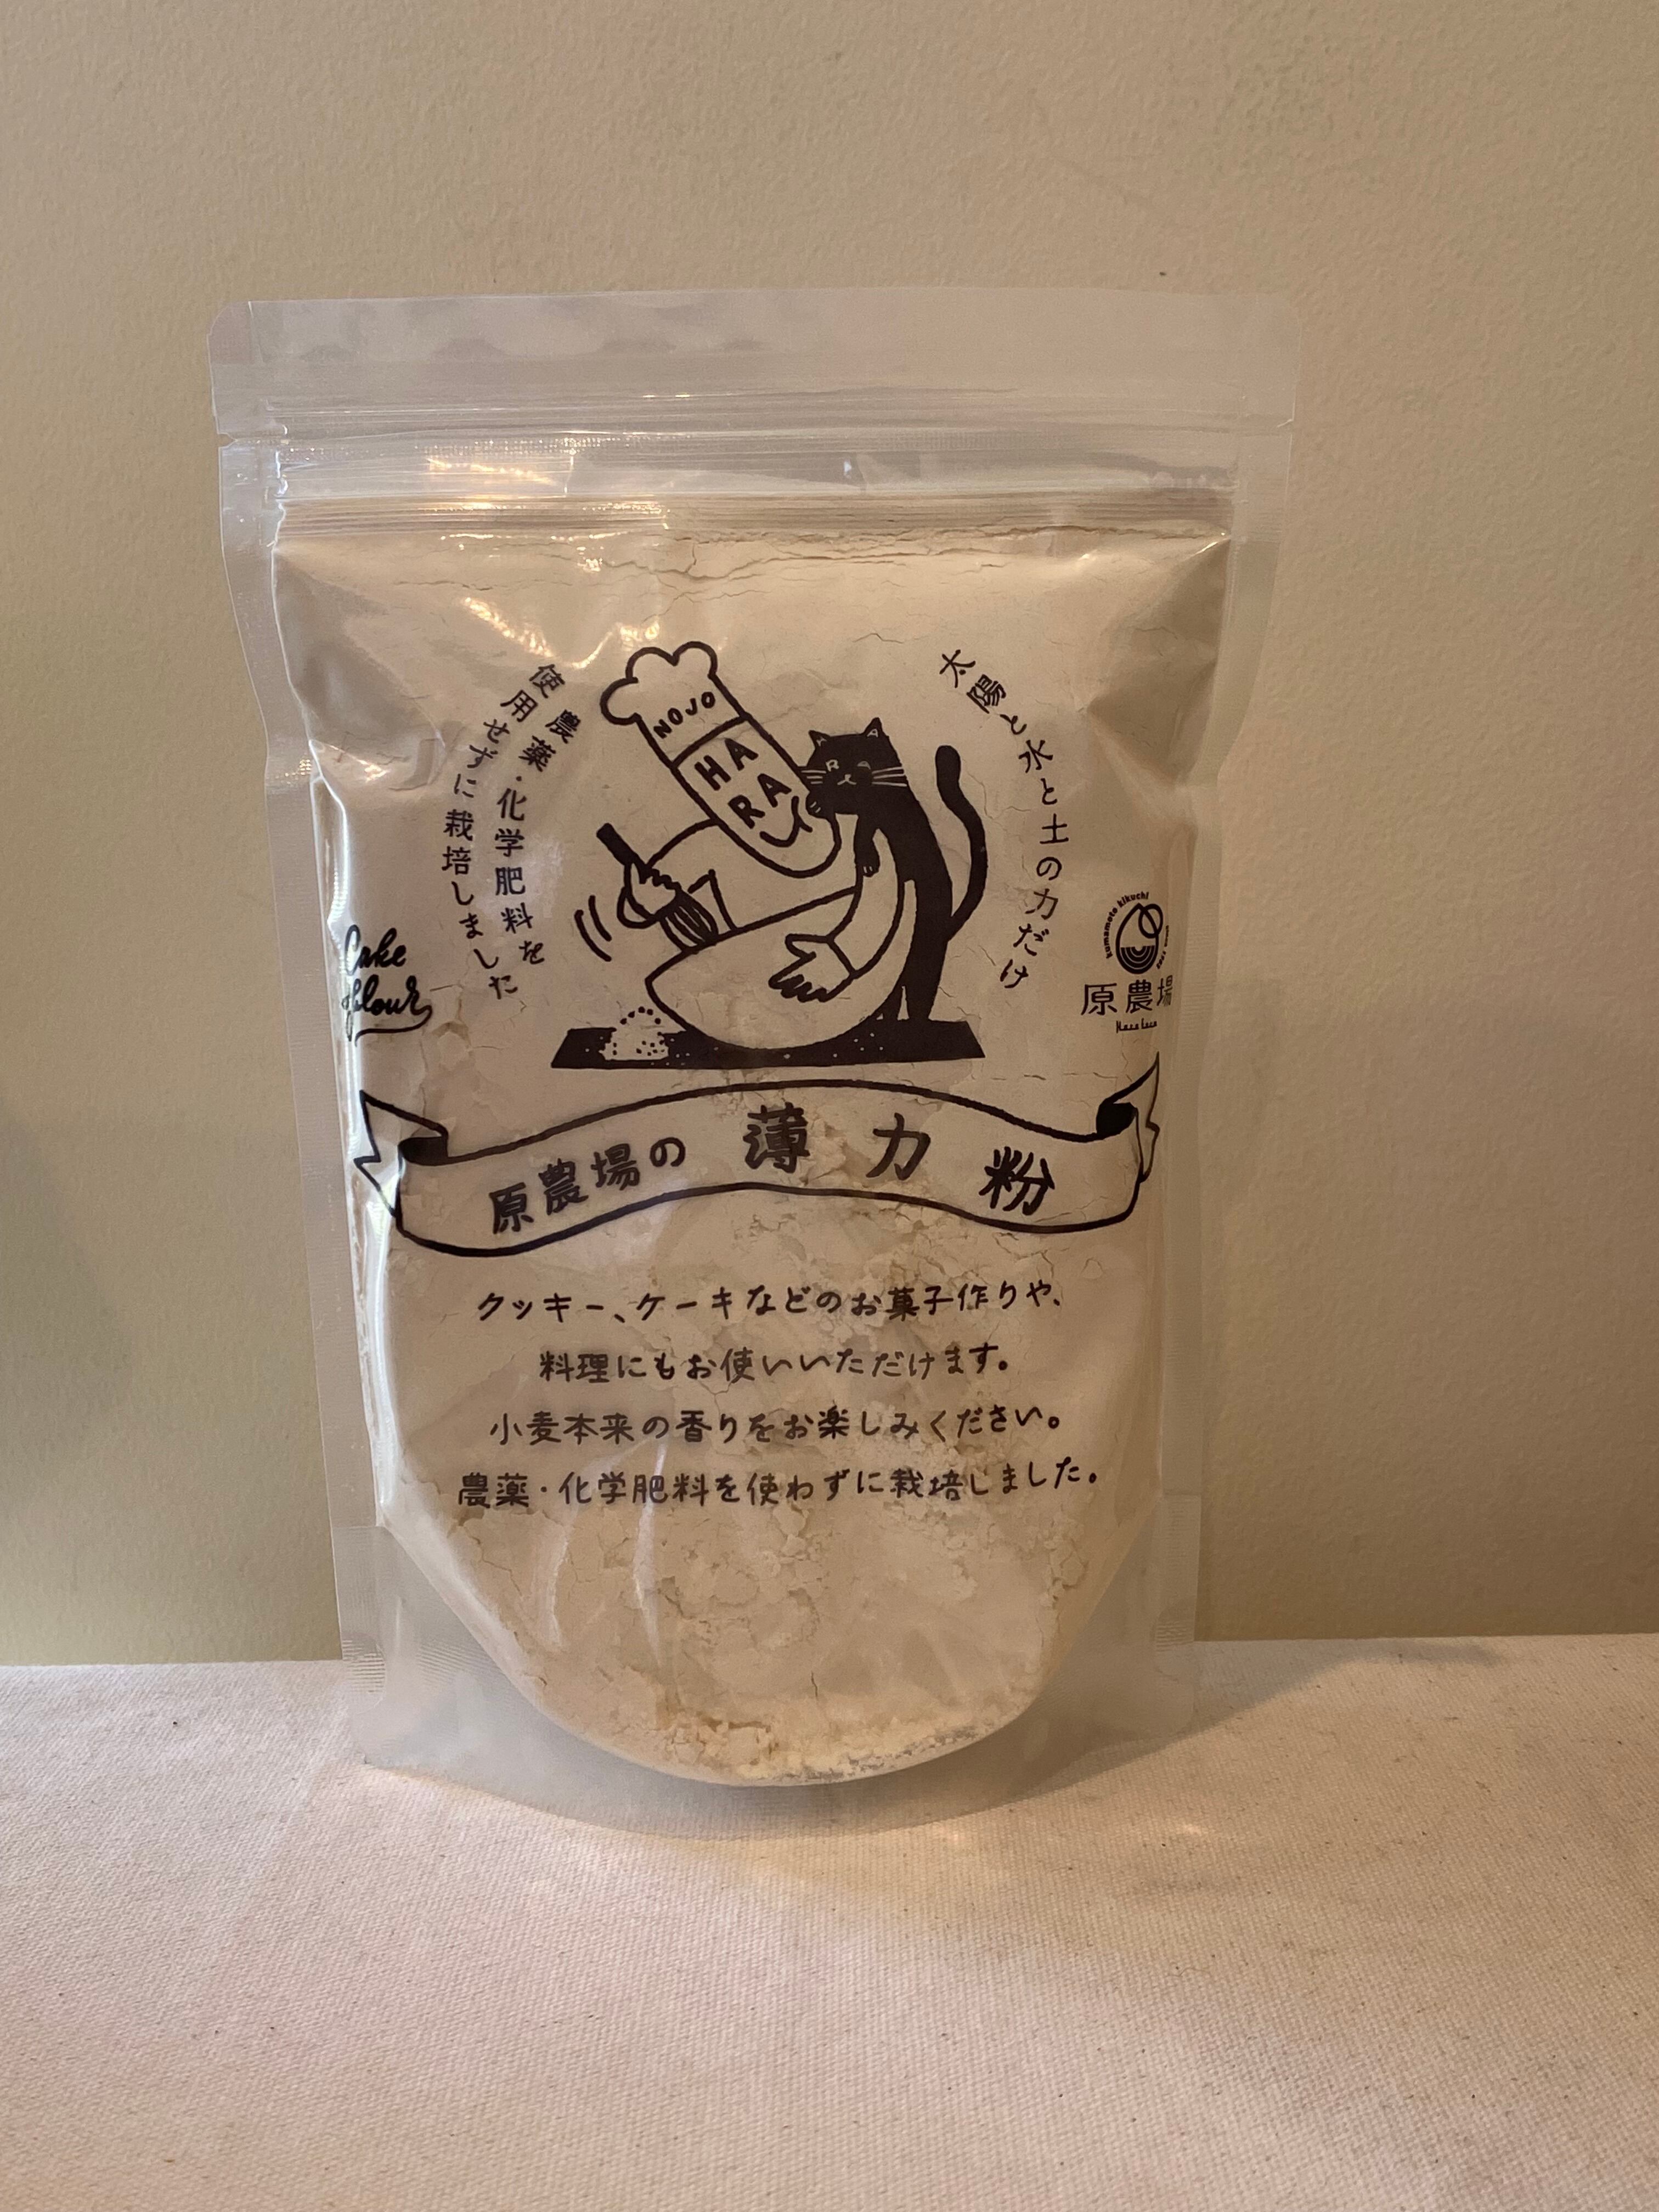 農薬・化学肥料を
使用せずに栽培しました
NOJO
HA
RA
太陽と水と土の力だけ
Cake
flour
kumamoto kikuchi
原農場
原農場の 薄力粉
クッキー、ケーキなどのお菓子作りや、
料理にもお使いいただけます。
小麦本来の香りをお楽しみください。
農薬・化学肥料を使わずに栽培しました。